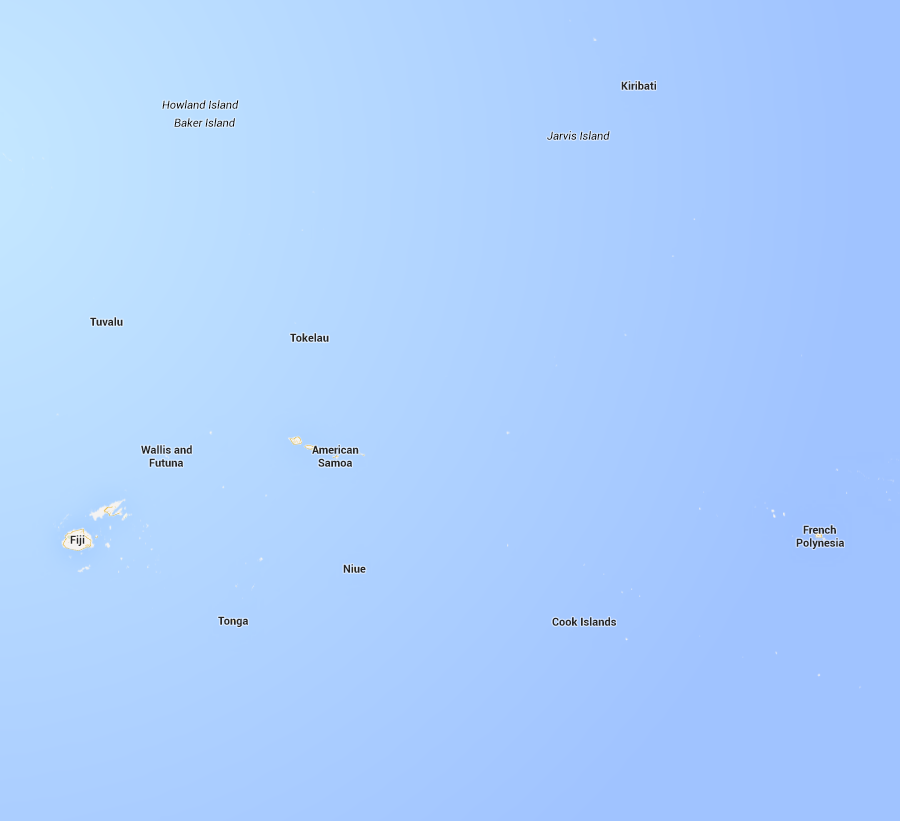 Kiribati
Howland Island
Baker Island
Jarvis Island
Tuvalu
Tokelau
Wallis and
Futuna
American
Samoa
Fiji
French
Polynesia
Niue
Tonga
Cook Islands